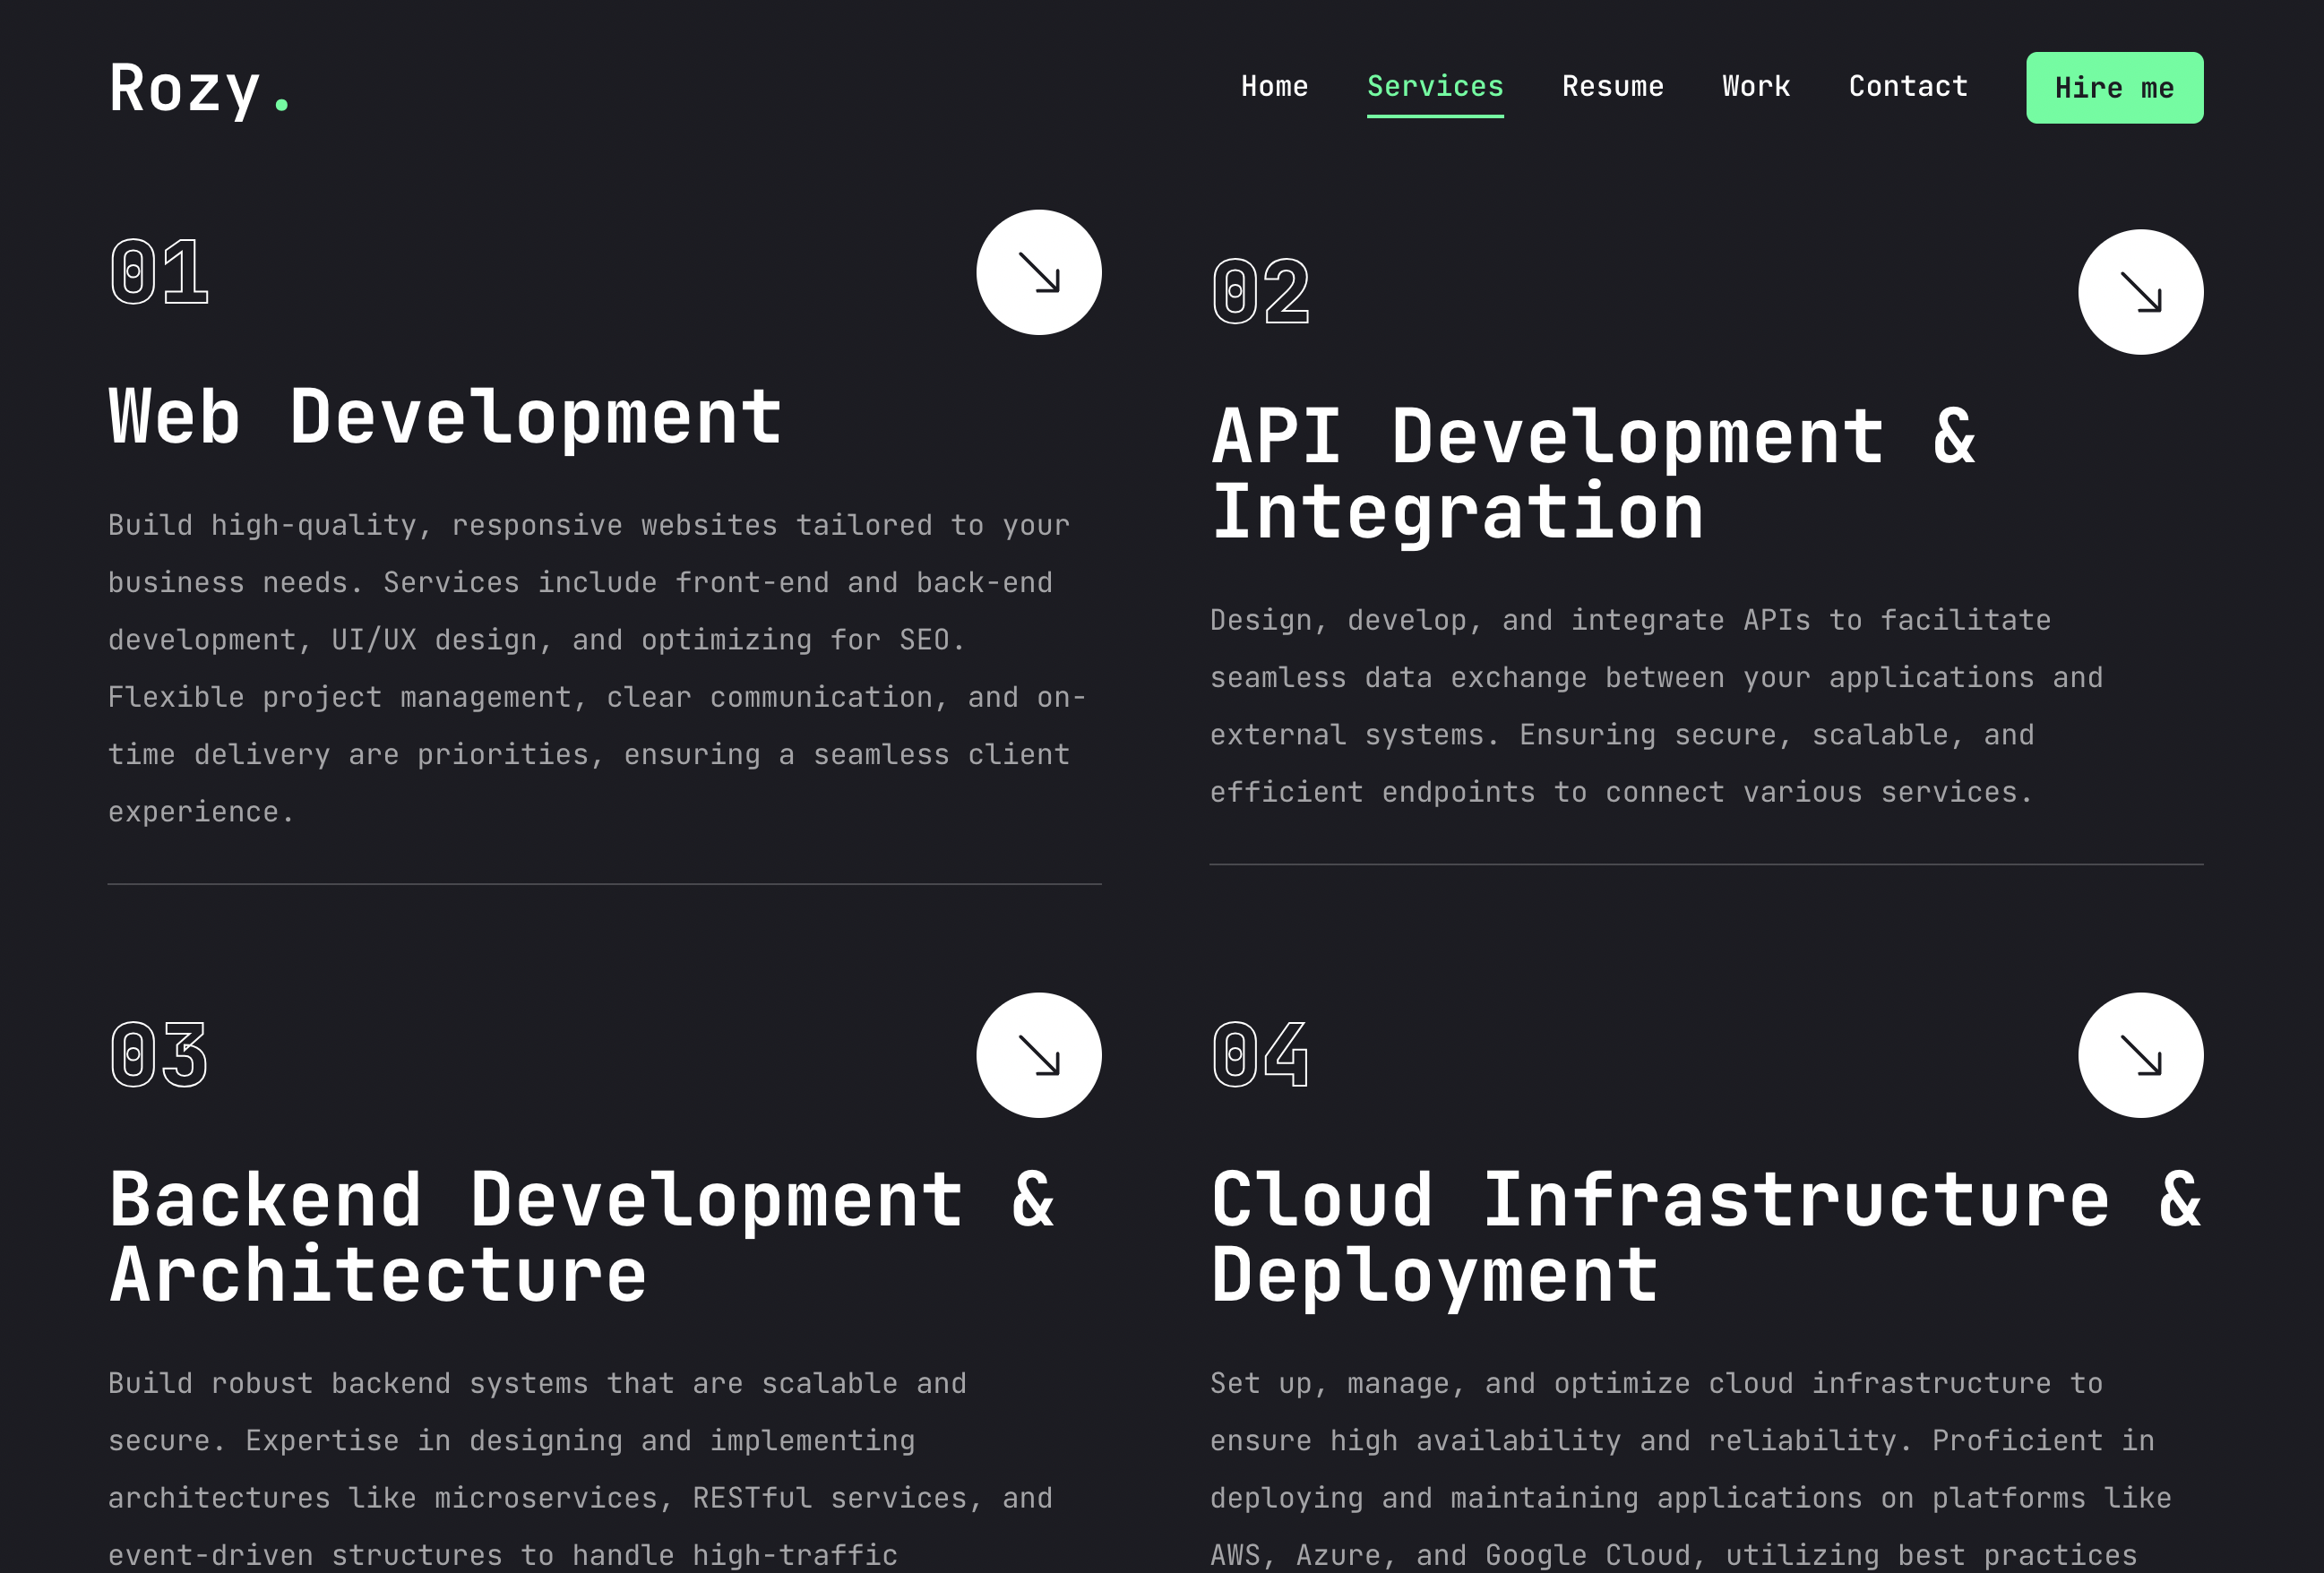 Rozy.
Home
Services
Resume
Work
Contact
Hire me
01
Web Development
Build high-quality, responsive websites tailored to your
business needs. Services include front-end and back-end
development, UI/UX design, and optimizing for SEO.
Flexible project management, clear communication, and on-
time delivery are priorities, ensuring a seamless client
experience.
02
API Development &
Integration
Design, develop, and integrate APIs to facilitate
seamless data exchange between your applications and
external systems. Ensuring secure, scalable, and
efficient endpoints to connect various services.
03
Backend Development &
Architecture
Build robust backend systems that are scalable and
secure. Expertise in designing and implementing
architectures like microservices, RESTful services, and
event-driven structures to handle high-traffic
04
Cloud Infrastructure &
Deployment
Set up, manage, and optimize cloud infrastructure to
ensure high availability and reliability. Proficient in
deploying and maintaining applications on platforms like
AWS, Azure, and Google Cloud, utilizing best practices